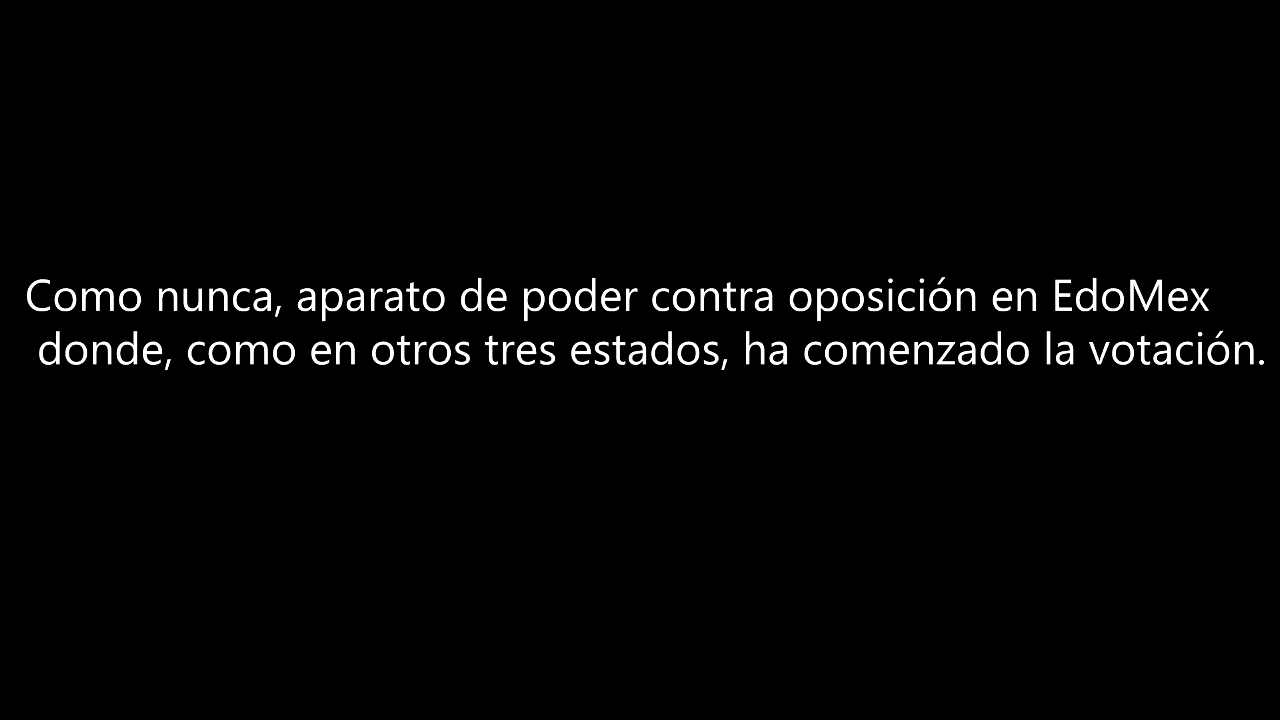 Como nunca, aparato de poder contra oposición en EdoMex
donde, como en otros tres estados, ha comenzado la votación.